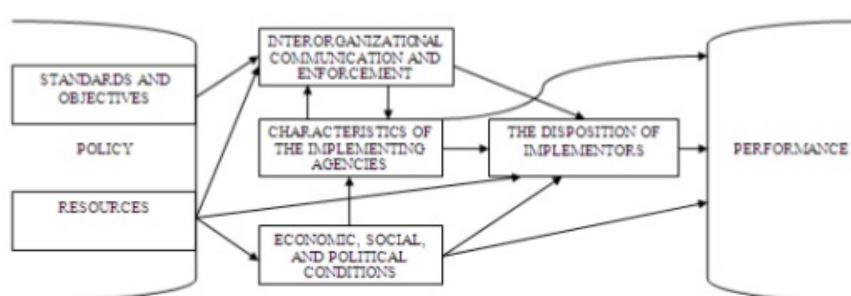 STANDARDS AND
OBJECTIVES
POLICY
RESOURCES
INTERORGANIZATIONAL
COMMUNICATION AND
ENFORCEMENT
CHARACTERISTICS OF
THE IMPLEMENTING
AGENCIES
ECONOMIC, SOCIAL,
AND POLITICAL
CONDITIONS
THE DISPOSITION OF
IMPLEMENTORS
PERFORMANCE